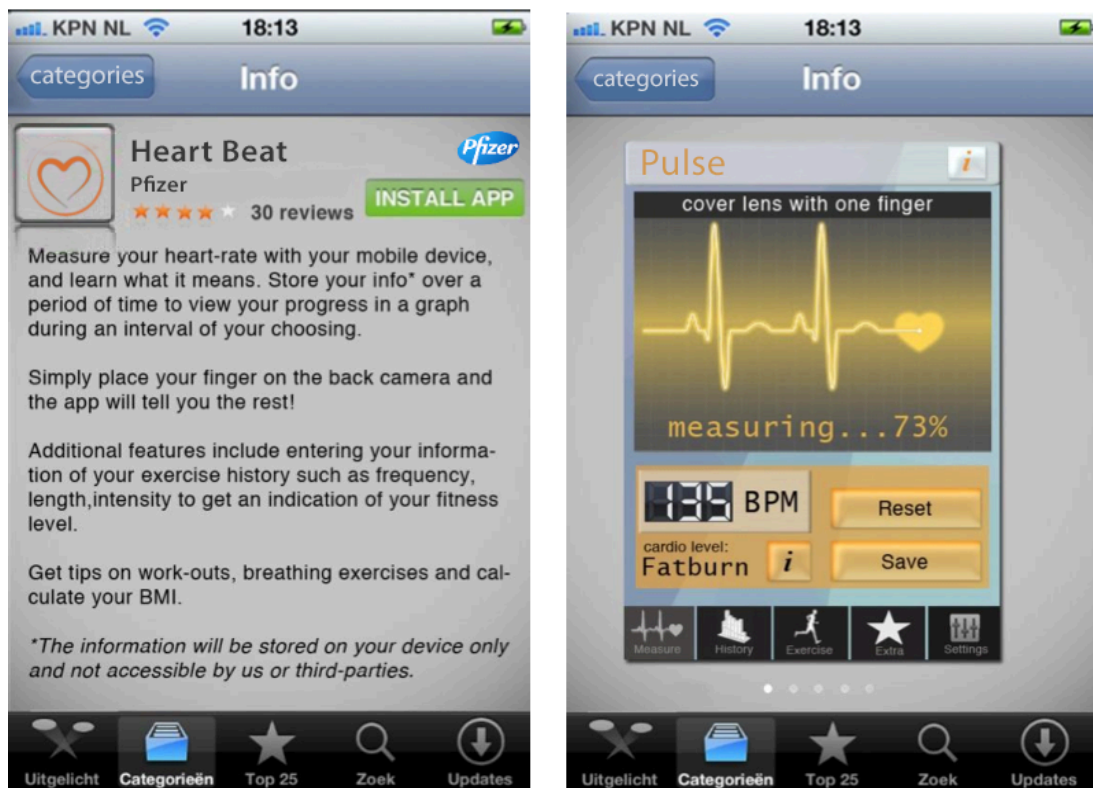 KPN NL 18:13
categories Info
Heart Beat
Pfizer
Pfizer
30 reviews
INSTALL APP
Measure your heart-rate with your mobile device,
and learn what it means. Store your info* over a
period of time to view your progress in a graph
during an interval of your choosing.
Simply place your finger on the back camera and
the app will tell you the rest!
Additional features include entering your informa-
tion of your exercise history such as frequency,
length,intensity to get an indication of your fitness
level.
Get tips on work-outs, breathing exercises and cal-
culate your BMI.
*The information will be stored on your device only
and not accessible by us or third-parties.
Uitgelicht Categorieën Top 25 Zoek Updates
KPN NL 18:13
categories Info
Pulse i
cover lens with one finger
measuring...73%
135 BPM
Reset
cardio level:
Fatburn i
Save
Measure History Exercise Extra Settings
Uitgelicht Categorieën Top 25 Zoek Updates